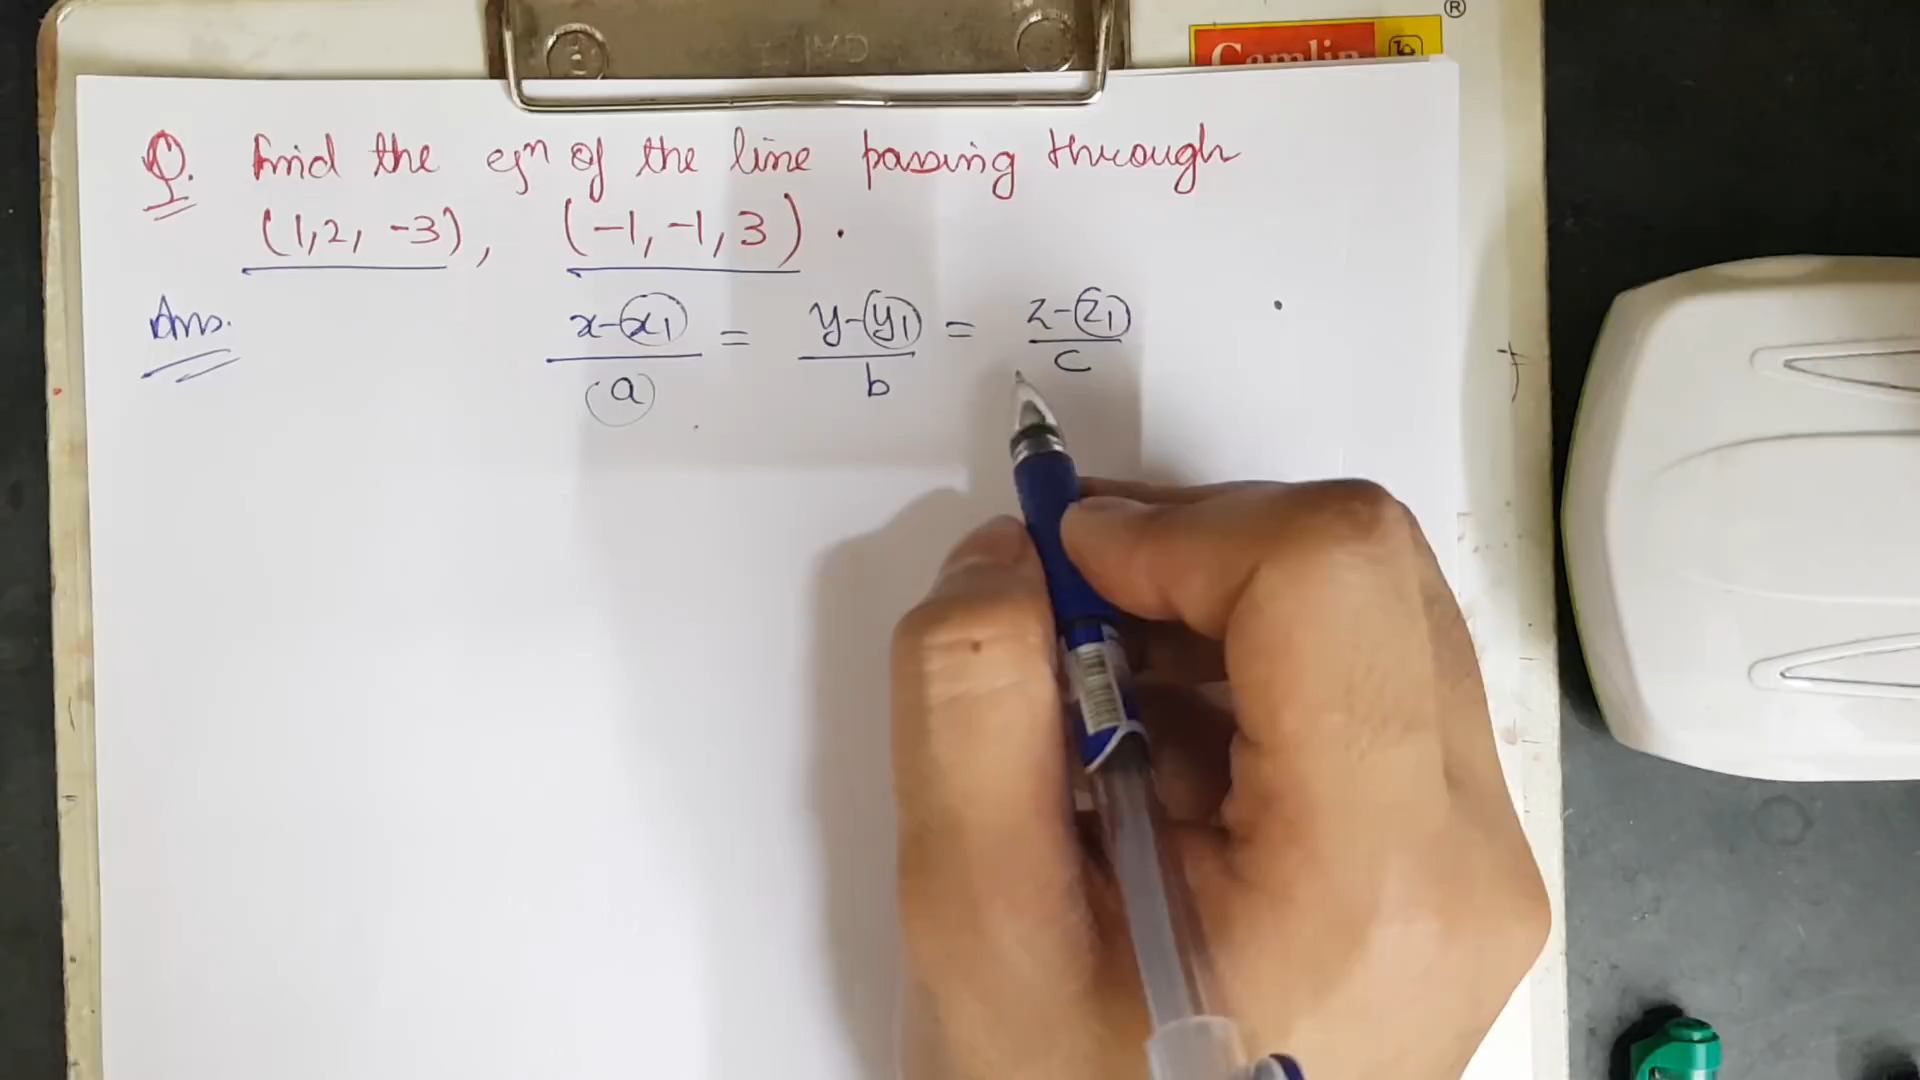 ®
Camlin
Q. Find the eqn of the line passing through
(1,2, -3), (-1, -1, 3).
Ans. x-x1 = y-y1 = z-z1
a b c